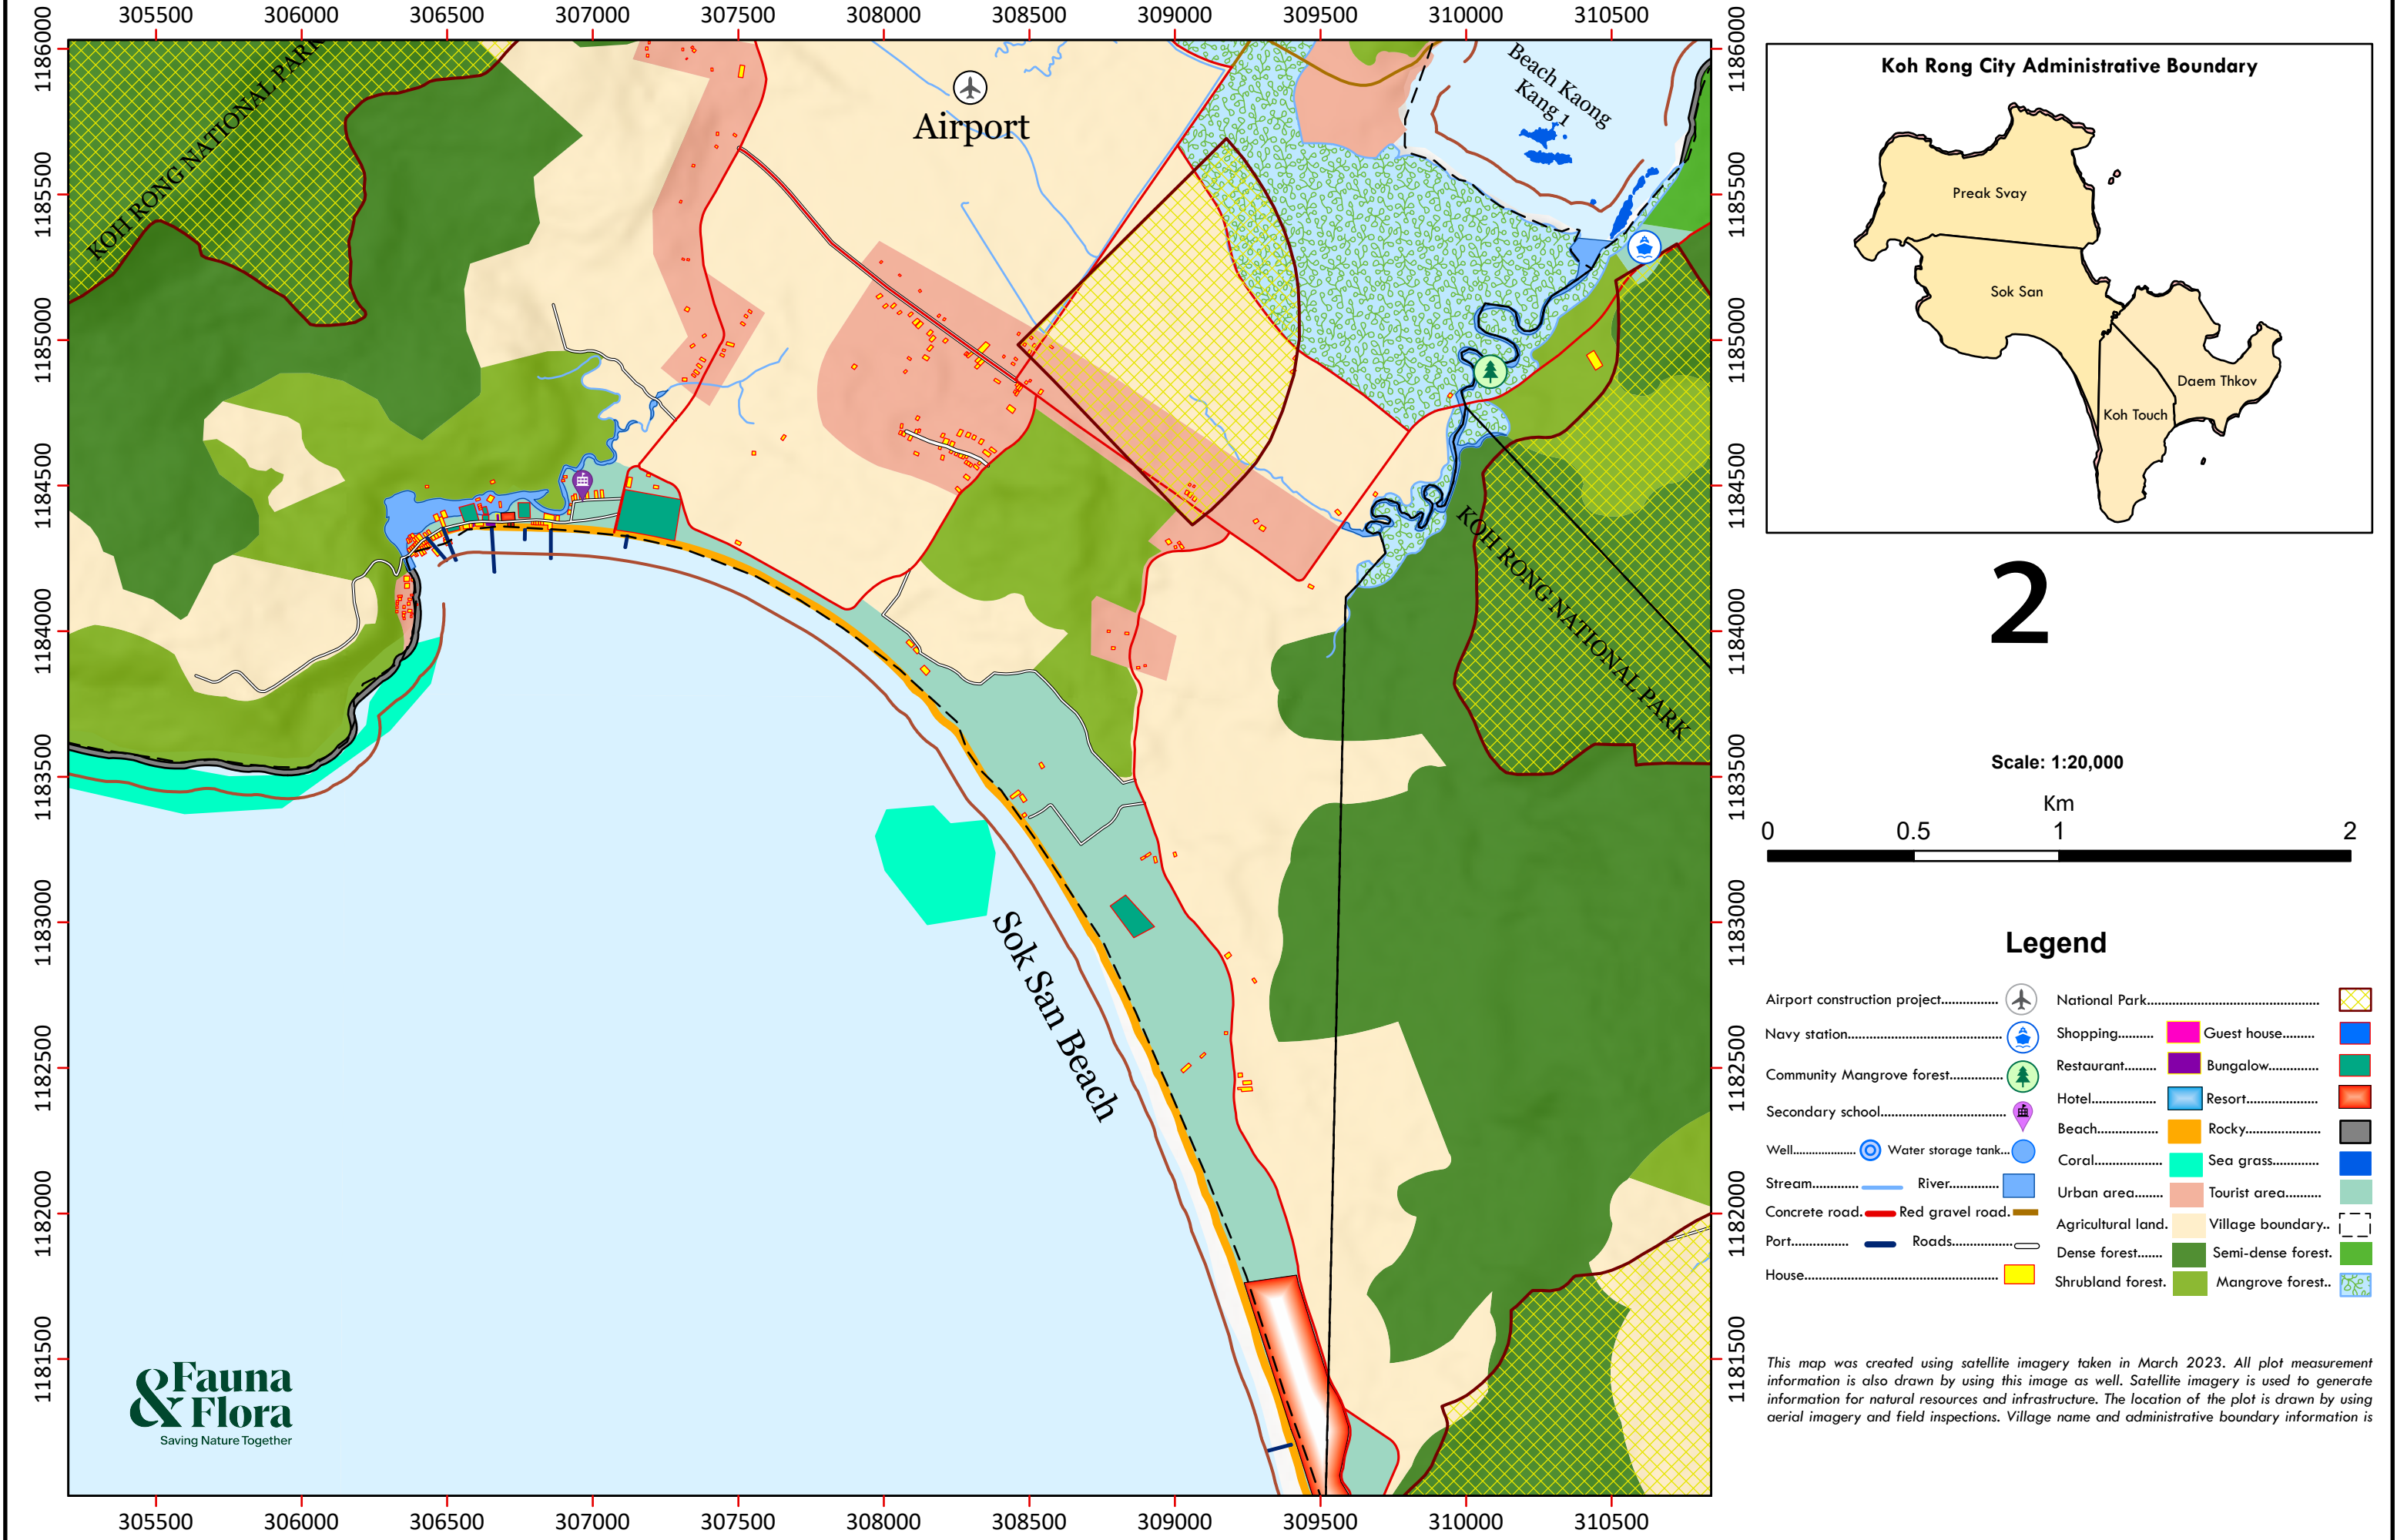 305500 306000 306500 307000 307500 308000 308500 309000 309500 310000 310500
1186000
1185500
1185000
1184500
1184000
1183500
1183000
1182500
1182000
1181500
1186000
1185500
1185000
1184500
1184000
1183500
1183000
1182500
1182000
1181500
KOH RONG NATIONAL PARK
Airport
Beach Kaong
Kang 1
KOH RONG NATIONAL PARK
Sok San Beach
&Fauna
Flora
Saving Nature Together
305500 306000 306500 307000 307500 308000 308500 309000 309500 310000 310500
Koh Rong City Administrative Boundary
Preak Svay
Sok San
Daem Thkov
Koh Touch
2
Scale: 1:20,000
Km
0 0.5 1 2
Legend
Airport construction project...............
Navy station...........................................
Community Mangrove forest..............
Secondary school...................................
Well.................... Water storage tank...
Stream............ River.............
Concrete road. Red gravel road.
Port................ Roads...............
House.....................................................
National Park...............................................
Shopping......... Guest house.........
Restaurant........ Bungalow...............
Hotel................. Resort....................
Beach................ Rocky.....................
Coral.................. Sea grass............
Urban area....... Tourist area.........
Agricultural land. Village boundary..
Dense forest...... Semi-dense forest.
Shrubland forest. Mangrove forest..
This map was created using satellite imagery taken in March 2023. All plot measurement
information is also drawn by using this image as well. Satellite imagery is used to generate
information for natural resources and infrastructure. The location of the plot is drawn by using
aerial imagery and field inspections. Village name and administrative boundary information is